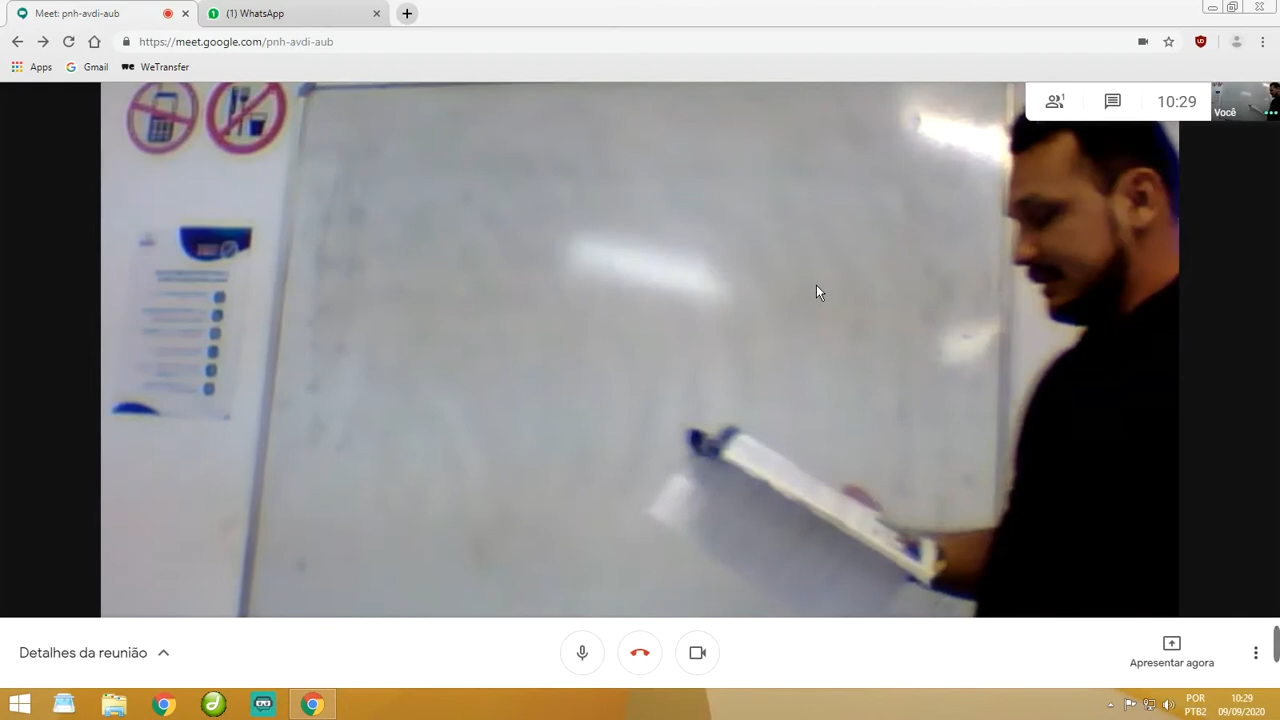 Meet: pnh-avdi-aub
(1) WhatsApp
https://meet.google.com/pnh-avdi-aub
Apps Gmail WeTransfer
1 10:29
Você
Detalhes da reunião
Apresentar agora
POR 10:29
PTB2 09/09/2020